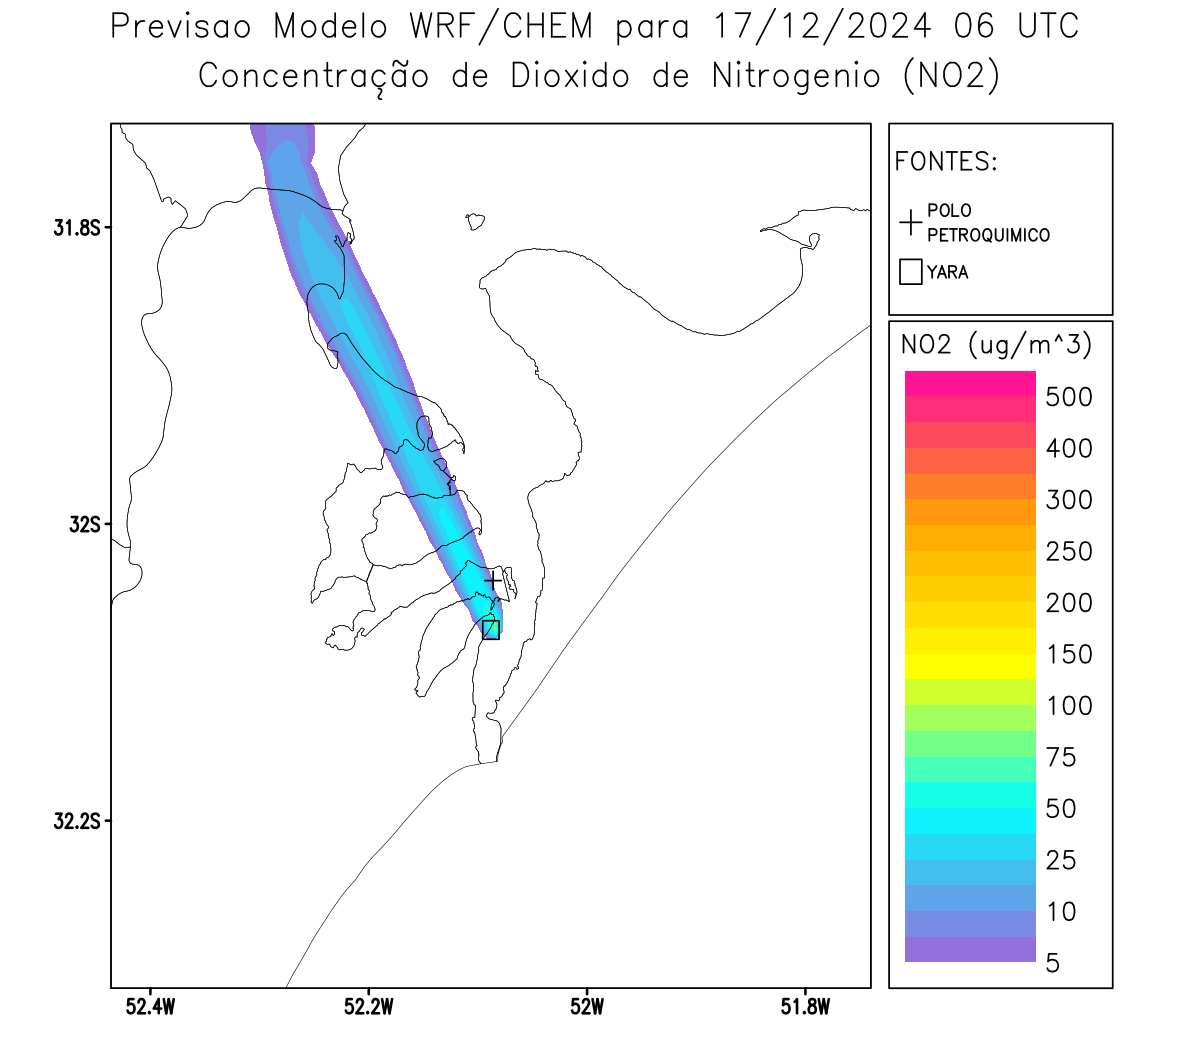 Previsao Modelo WRF/CHEM para 17/12/2024 06 UTC
Concentração de Dioxido de Nitrogenio (NO2)
FONTES:
POLO
PETROQUIMICO
YARA
NO2 (ug/m^3)
500
400
300
250
200
150
100
75
50
25
10
5
31.8S
32S
32.2S
52.4W
52.2W
52W
51.8W